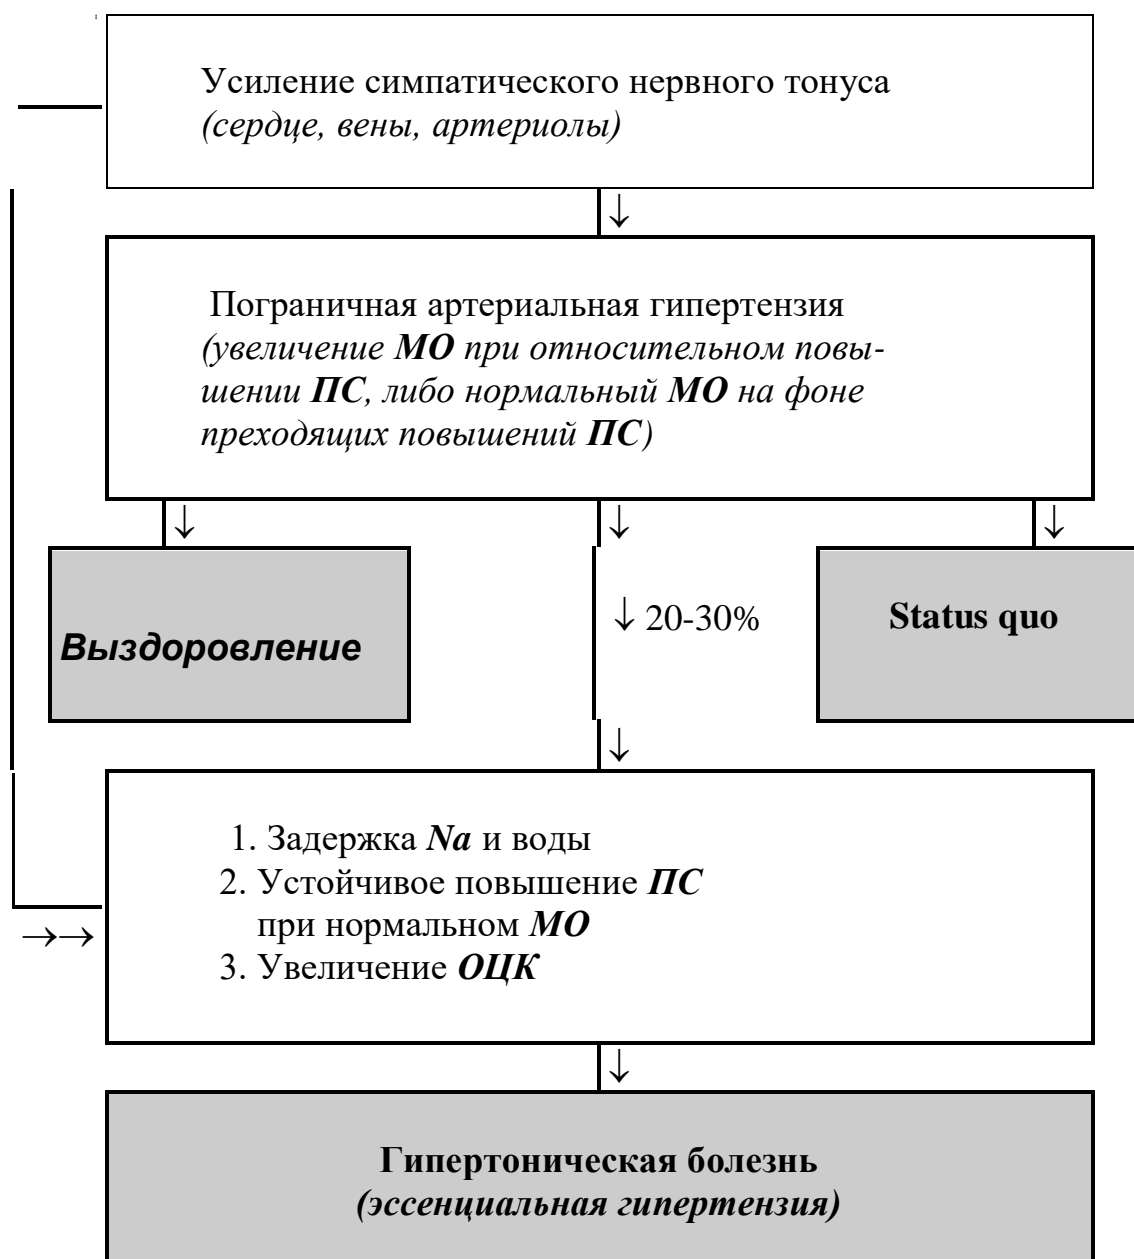 Усиление симпатического нервного тонуса
(сердце, вены, артериолы)
↓
Пограничная артериальная гипертензия
(увеличение МО при относительном повы-
шении ПС, либо нормальный МО на фоне
преходящих повышений ПС)
↓ ↓ ↓
Выздоровление
↓ 20-30%
Status quo
↓
1. Задержка Na и воды
2. Устойчивое повышение ПС
при нормальном МО
3. Увеличение ОЦК
→→
↓
Гипертоническая болезнь
(эссенциальная гипертензия)